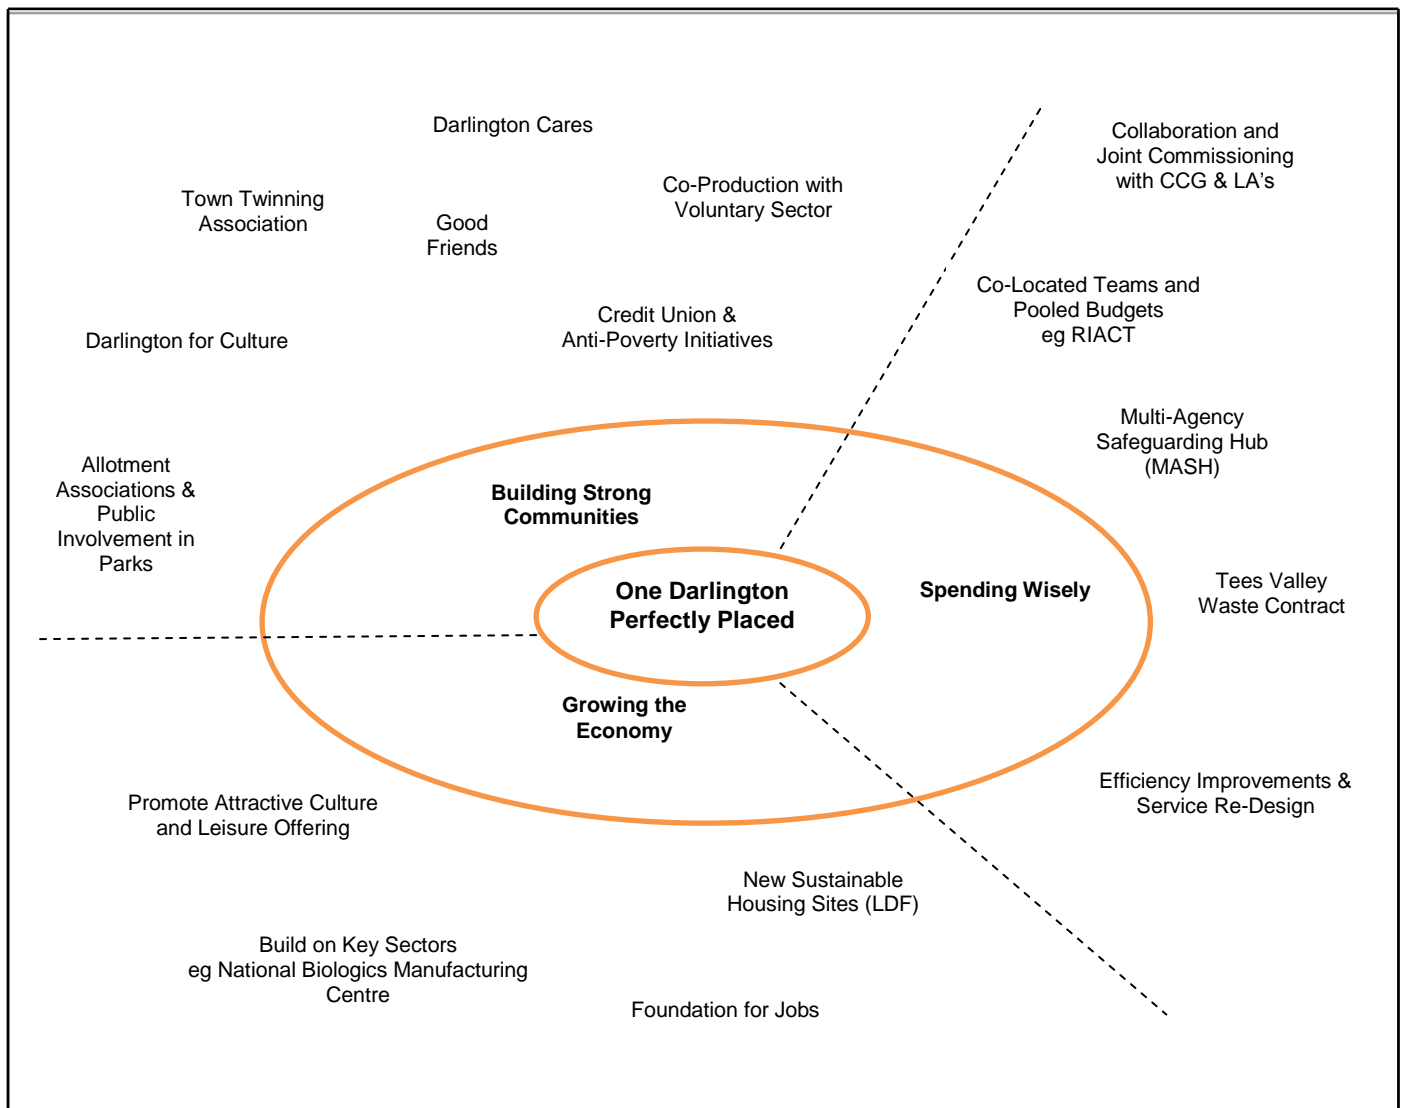 Darlington Cares
Collaboration and
Joint Commissioning
with CCG & LA's
Town Twinning
Association
Good
Friends
Co-Production with
Voluntary Sector
Co-Located Teams and
Pooled Budgets
eg RIACT
Darlington for Culture
Credit Union &
Anti-Poverty Initiatives
Multi-Agency
Safeguarding Hub
(MASH)
Allotment
Associations &
Public
Involvement in
Parks
Building Strong
Communities
One Darlington
Perfectly Placed
Spending Wisely
Tees Valley
Waste Contract
Growing the
Economy
Promote Attractive Culture
and Leisure Offering
Efficiency Improvements &
Service Re-Design
New Sustainable
Housing Sites (LDF)
Build on Key Sectors
eg National Biologics Manufacturing
Centre
Foundation for Jobs